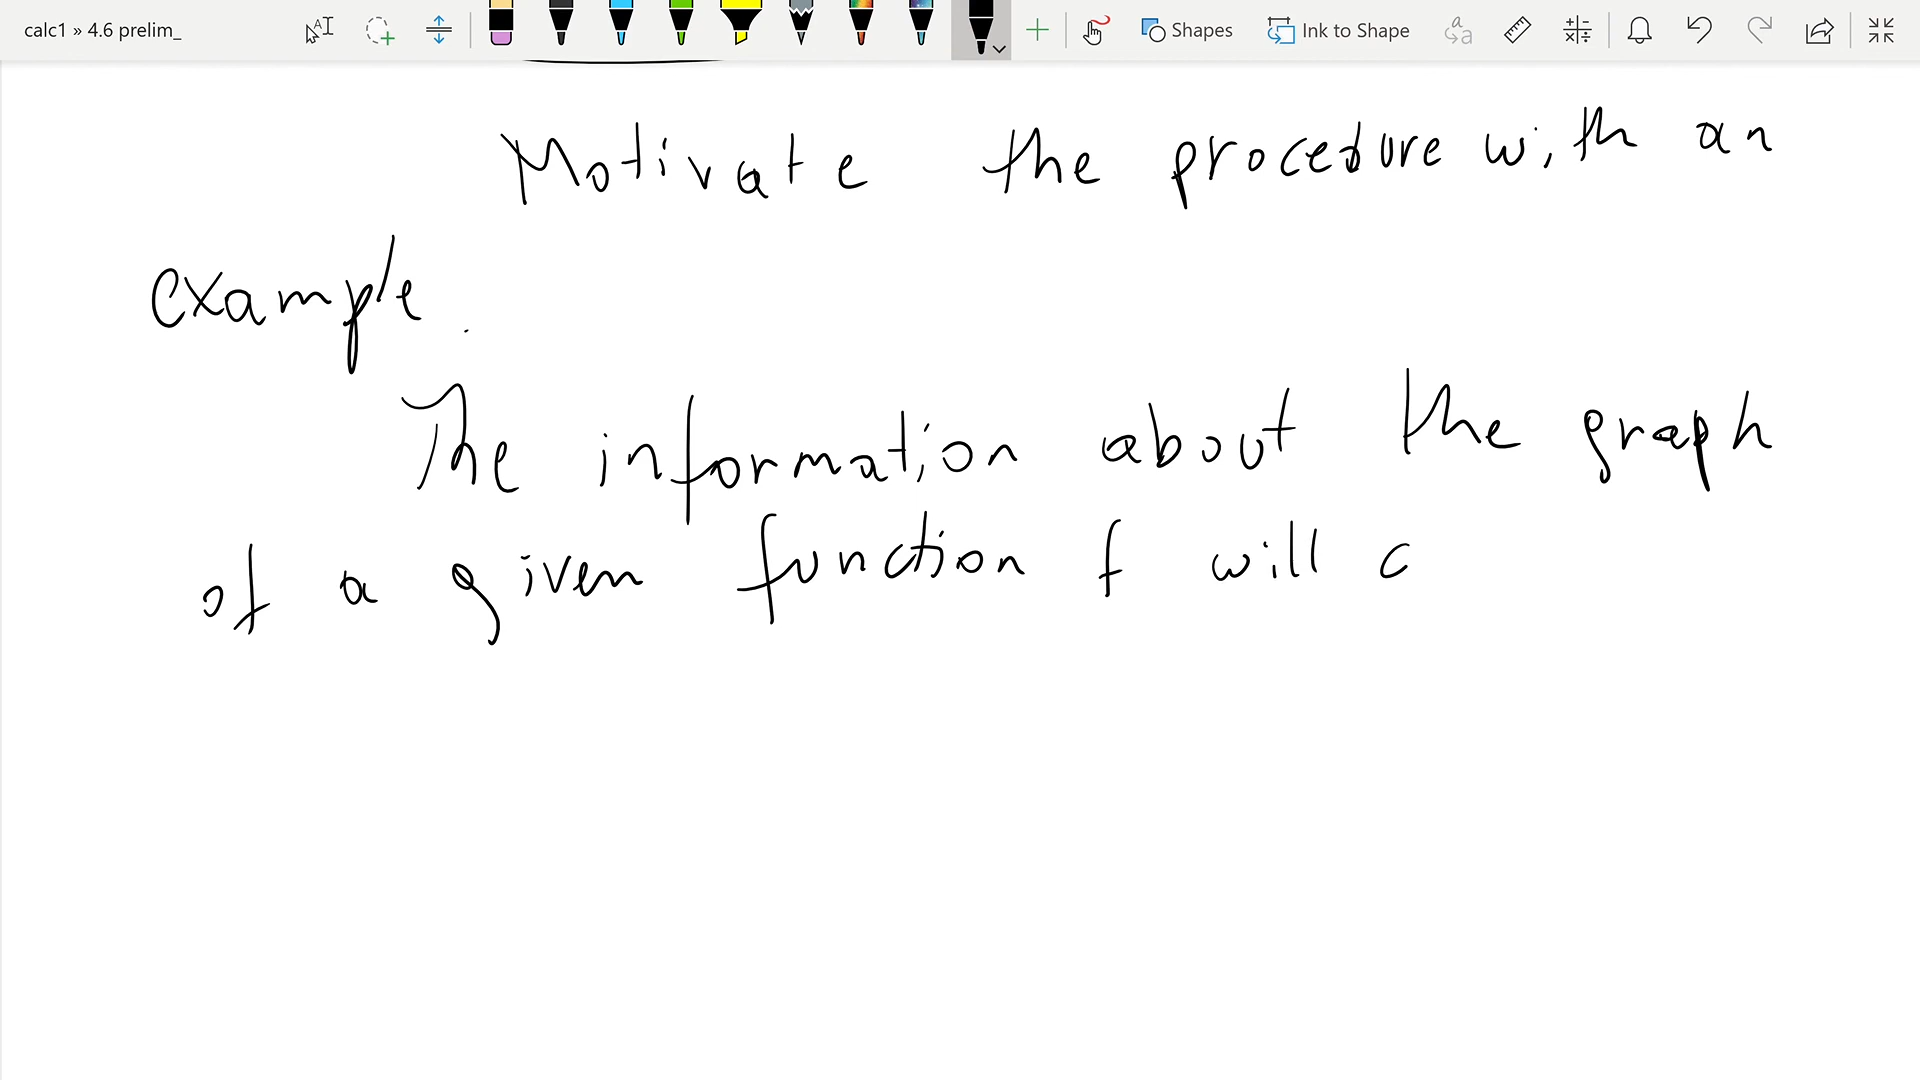 calc1 » 4.6 prelim_ Shapes Ink to Shape
Motivate the procedure with an
example.
The information about the graph
of a given function f will c